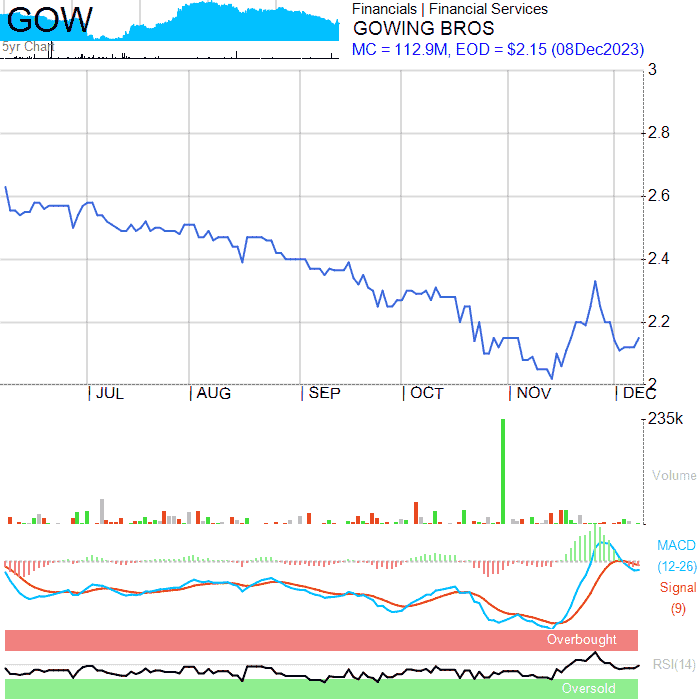 GOW
5yr Chart
Financials | Financial Services
GOWING BROS
MC = 112.9M, EOD = $2.15 (08Dec2023)
3
2.8
2.6
2.4
2.2
2
JUL AUG SEP OCT NOV DEC
235k
Volume
MACD
(12-26)
Signal
(9)
Overbought
RSI(14)
Oversold